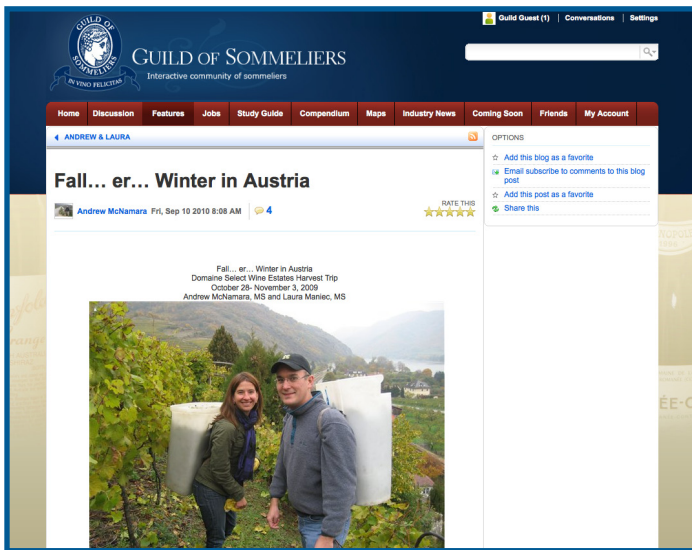 Guild Guest (1) | Conversations | Settings
GUILD OF SOMMELIERS
IN VINO FELICITAS
GUILD OF SOMMELIERS
Interactive community of sommeliers
Home Discussion Features Jobs Study Guide Compendium Maps Industry News Coming Soon Friends My Account
ANDREW & LAURA
OPTIONS
Add this blog as a favorite
Email subscribe to comments to this blog
post
Add this post as a favorite
Share this
Fall… er… Winter in Austria
Andrew McNamara Fri, Sep 10 2010 8:08 AM 4
RATE THIS
Fall… er… Winter in Austria
Domaine Select Wine Estates Harvest Trip
October 28- November 3, 2009
Andrew McNamara, MS and Laura Maniec, MS